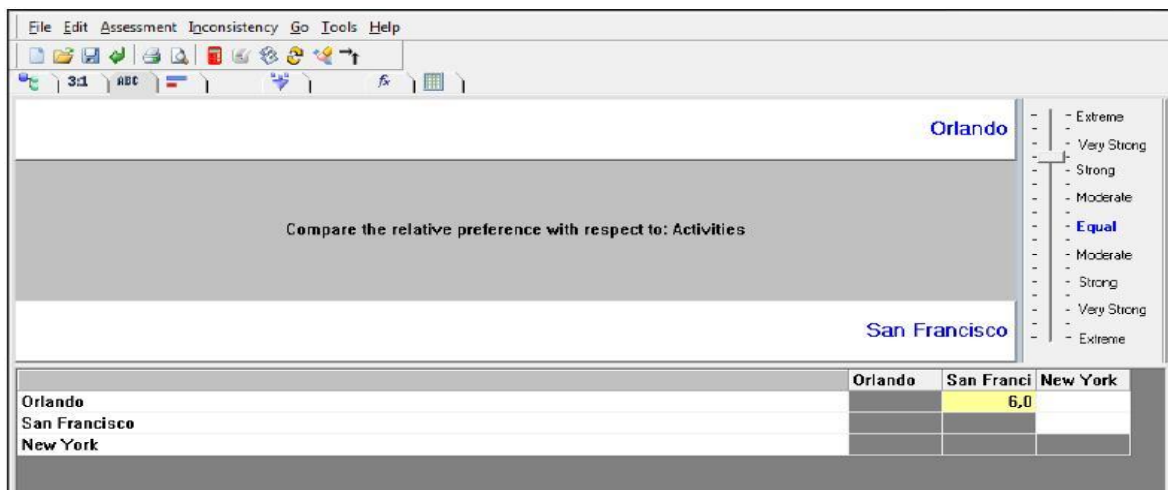 File Edit Assessment Inconsistency Go Tools Help
3:1 ABC fx
Orlando
Compare the relative preference with respect to: Activities
San Francisco
Extreme
Very Strong
Strong
Moderate
Equal
Moderate
Strong
Very Strong
Extreme
Orlando San Franci New York
Orlando 6,0
San Francisco
New York